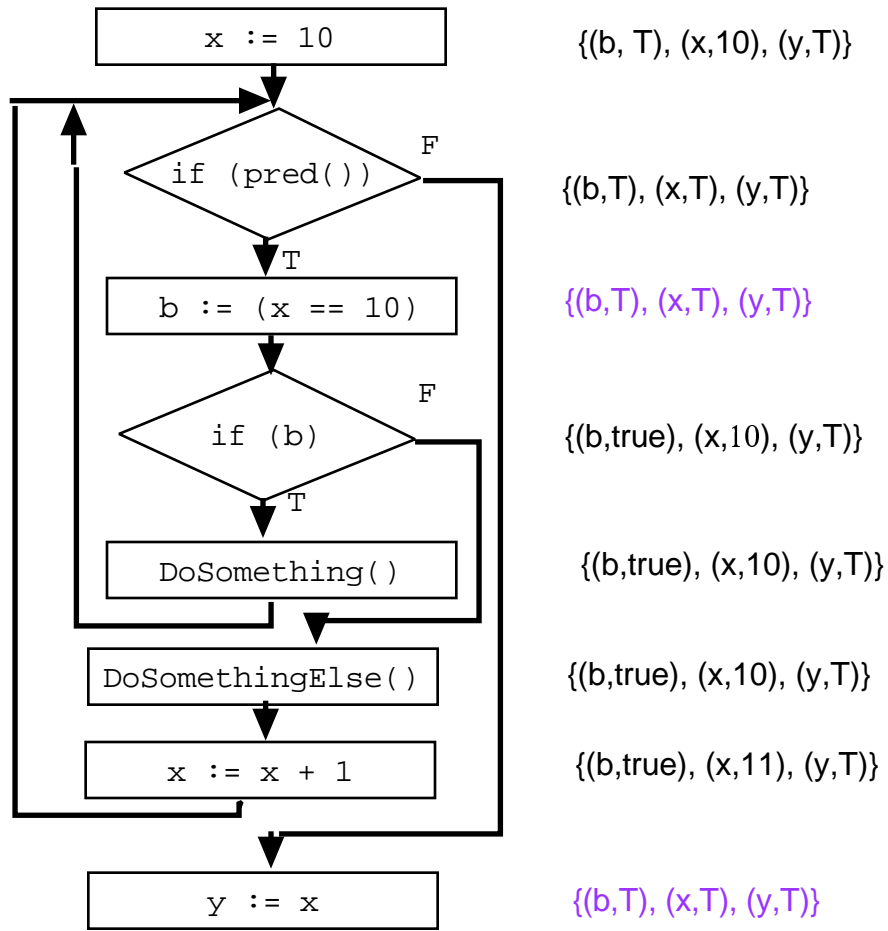 x := 10
{(b, T), (x,10), (y,T)}
F
if (pred())
{(b,T), (x,T), (y,T)}
T
b := (x == 10)
{(b,T), (x,T), (y,T)}
F
if (b)
{(b,true), (x,10), (y,T)}
T
DoSomething()
{(b,true), (x,10), (y,T)}
DoSomethingElse()
{(b,true), (x,10), (y,T)}
x := x + 1
{(b,true), (x,11), (y,T)}
y := x
{(b,T), (x,T), (y,T)}